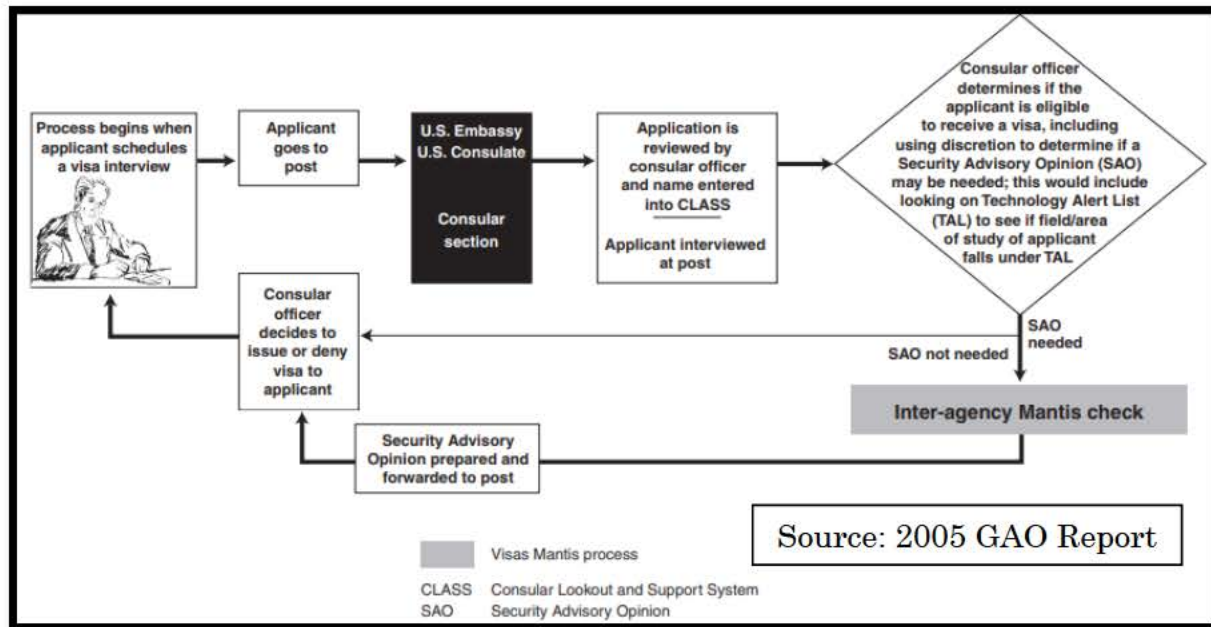 Process begins when
applicant schedules
a visa interview
Applicant
goes to
post
U.S. Embassy
U.S. Consulate
Consular
section
Application is
reviewed by
consular officer
and name entered
into CLASS
Applicant interviewed
at post
Consular officer
determines if the
applicant is eligible
to receive a visa, including
using discretion to determine if a
Security Advisory Opinion (SAO)
may be needed; this would include
looking on Technology Alert List
(TAL) to see if field/area
of study of applicant
falls under TAL
SAO
needed
SAO not needed
Inter-agency Mantis check
Security Advisory
Opinion prepared and
forwarded to post
Consular
officer
decides to
issue or deny
visa to
applicant
Source: 2005 GAO Report
Visas Mantis process
CLASS Consular Lookout and Support System
SAO Security Advisory Opinion